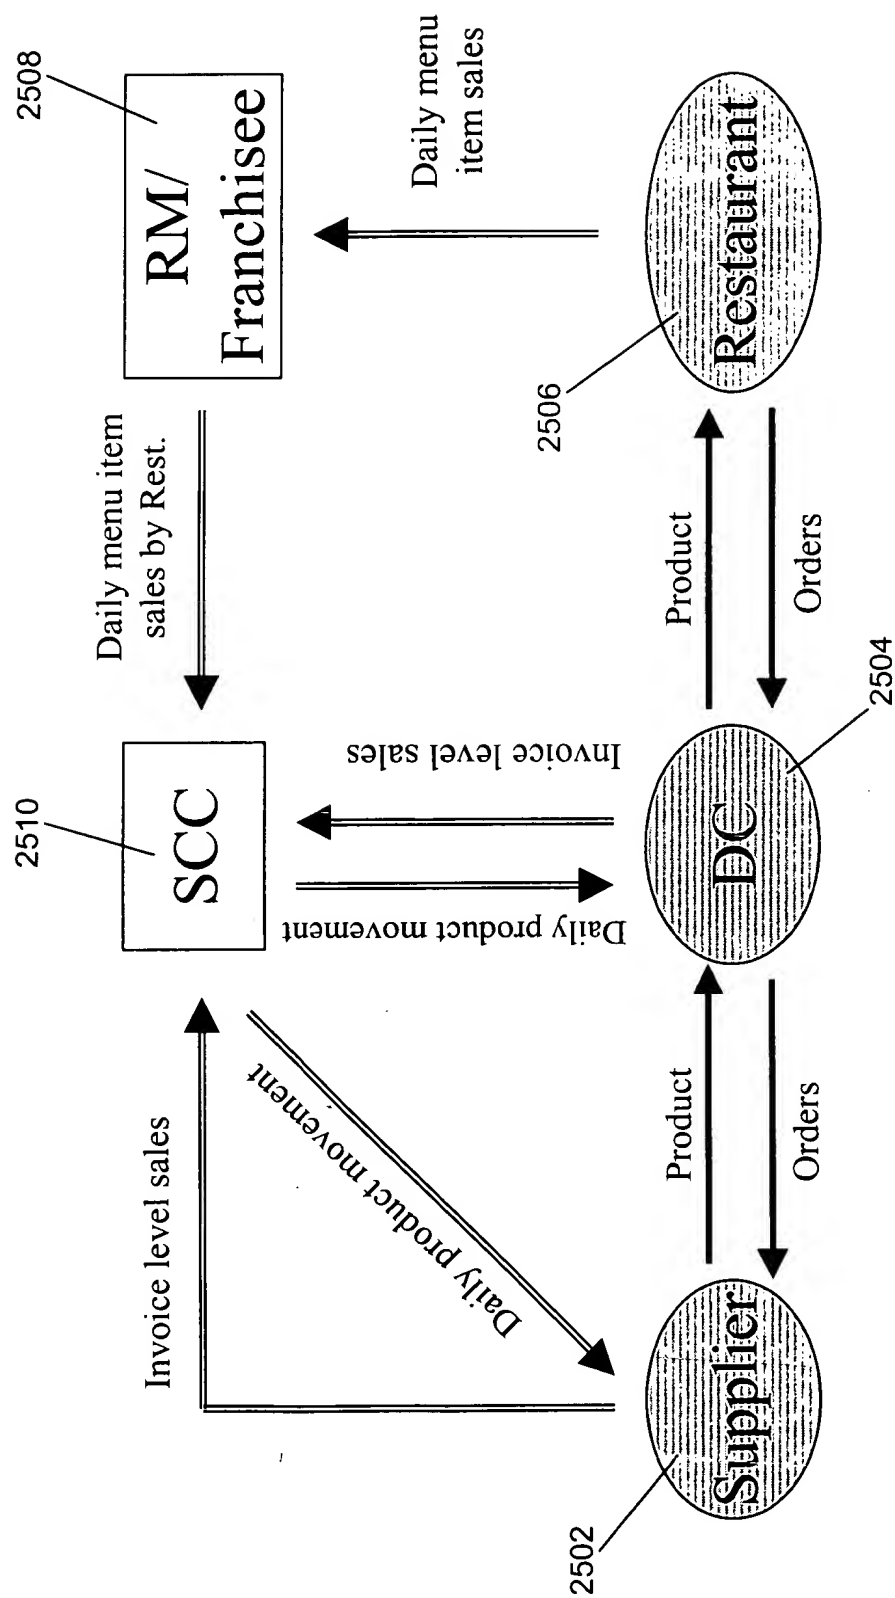 2510
2508
SCC
RM/
Franchisee
Daily menu item
sales by Rest.
Invoice level sales
Daily product movement
Daily product movement
Invoice level sales
Daily menu
item sales
2502
Supplier
Product
Orders
DC
2504
Product
Orders
2506
Restaurant